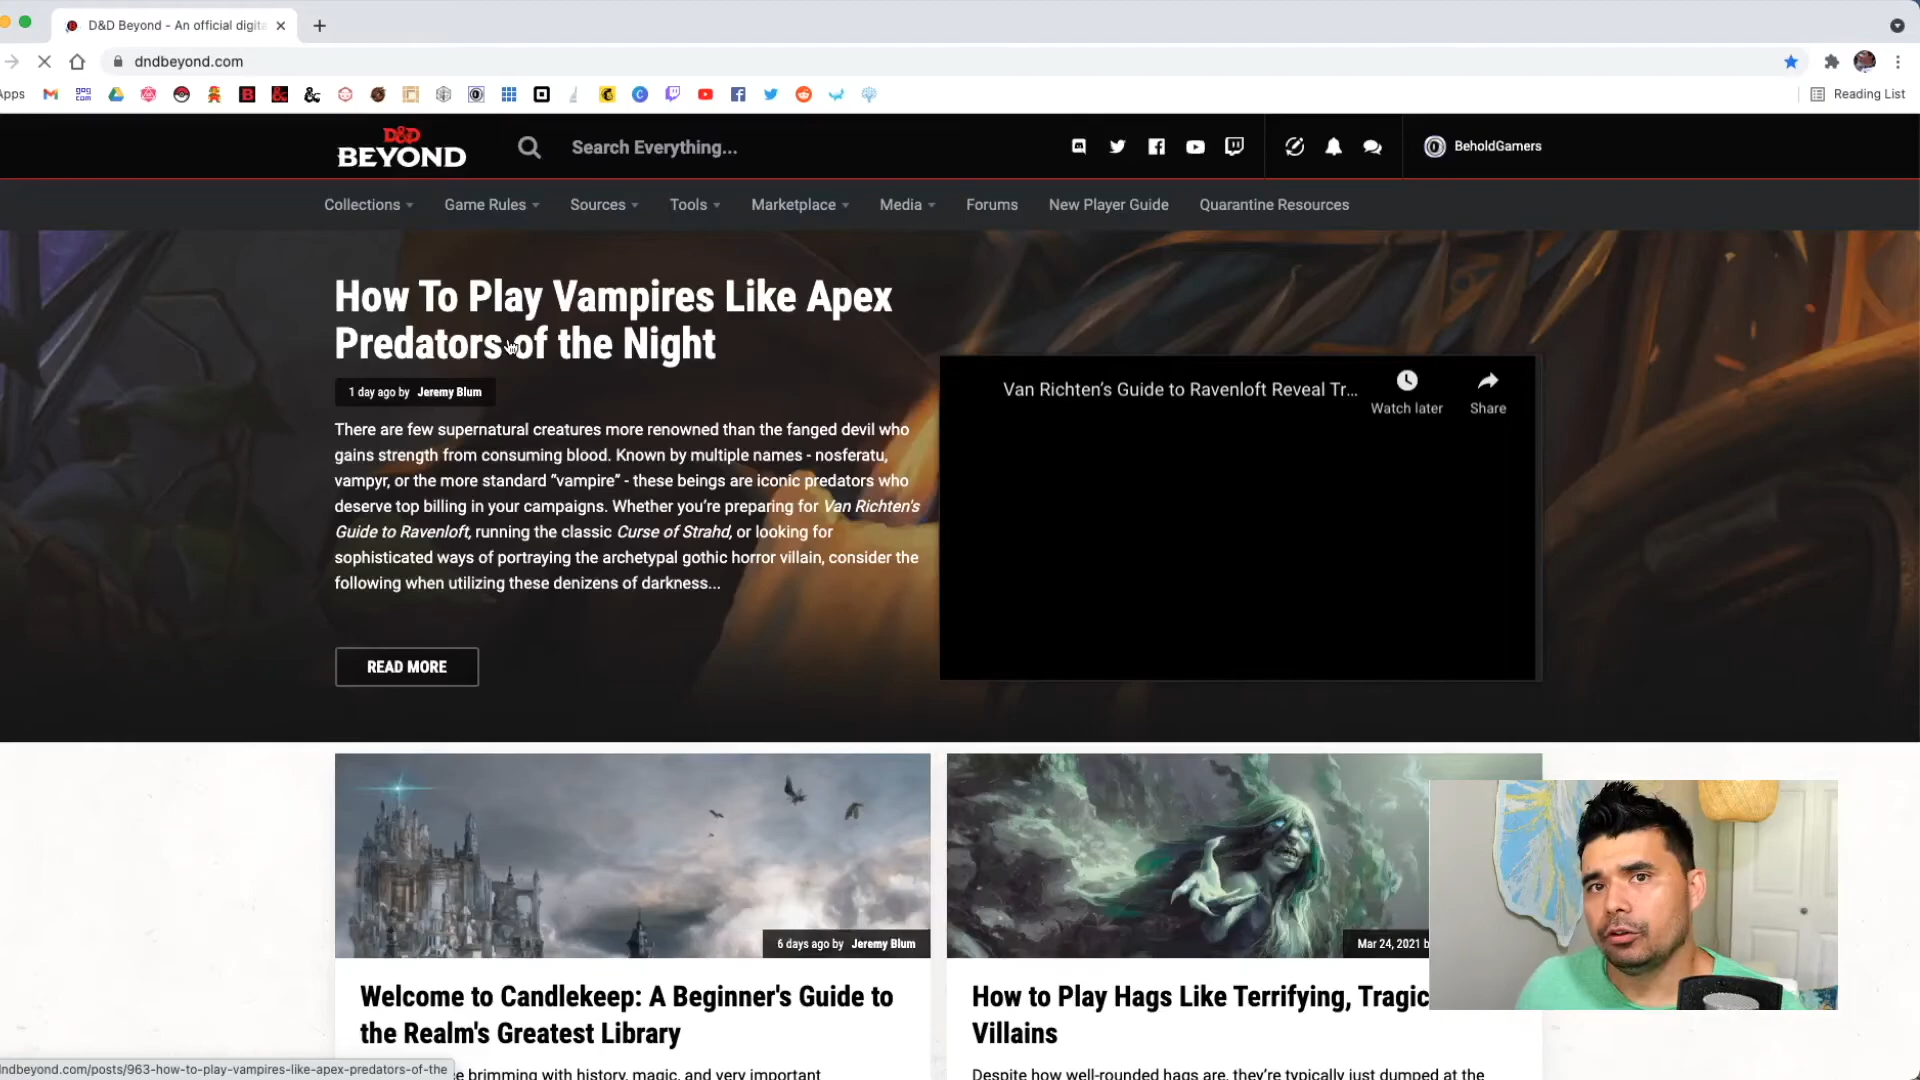 D&D Beyond - An official digita
dndbeyond.com
Apps
Reading List
D&D
BEYOND
Search Everything...
BeholdGamers
Collections
Game Rules
Sources
Tools
Marketplace
Media
Forums
New Player Guide
Quarantine Resources
How To Play Vampires Like Apex
Predators of the Night
1 day ago by Jeremy Blum
There are few supernatural creatures more renowned than the fanged devil who
gains strength from consuming blood. Known by multiple names - nosferatu,
vampyr, or the more standard “vampire” - these beings are iconic predators who
deserve top billing in your campaigns. Whether you’re preparing for Van Richten’s
Guide to Ravenloft, running the classic Curse of Strahd, or looking for
sophisticated ways of portraying the archetypal gothic horror villain, consider the
following when utilizing these denizens of darkness...
READ MORE
Van Richten’s Guide to Ravenloft Reveal Tr...
Watch later
Share
6 days ago by Jeremy Blum
Mar 24, 2021 b
Welcome to Candlekeep: A Beginner's Guide to
the Realm's Greatest Library
How to Play Hags Like Terrifying, Tragic
Villains
ce brimming with history, magic, and very important
Despite how well-rounded hags are, they’re typically just dumped at the
dndbeyond.com/posts/963-how-to-play-vampires-like-apex-predators-of-the